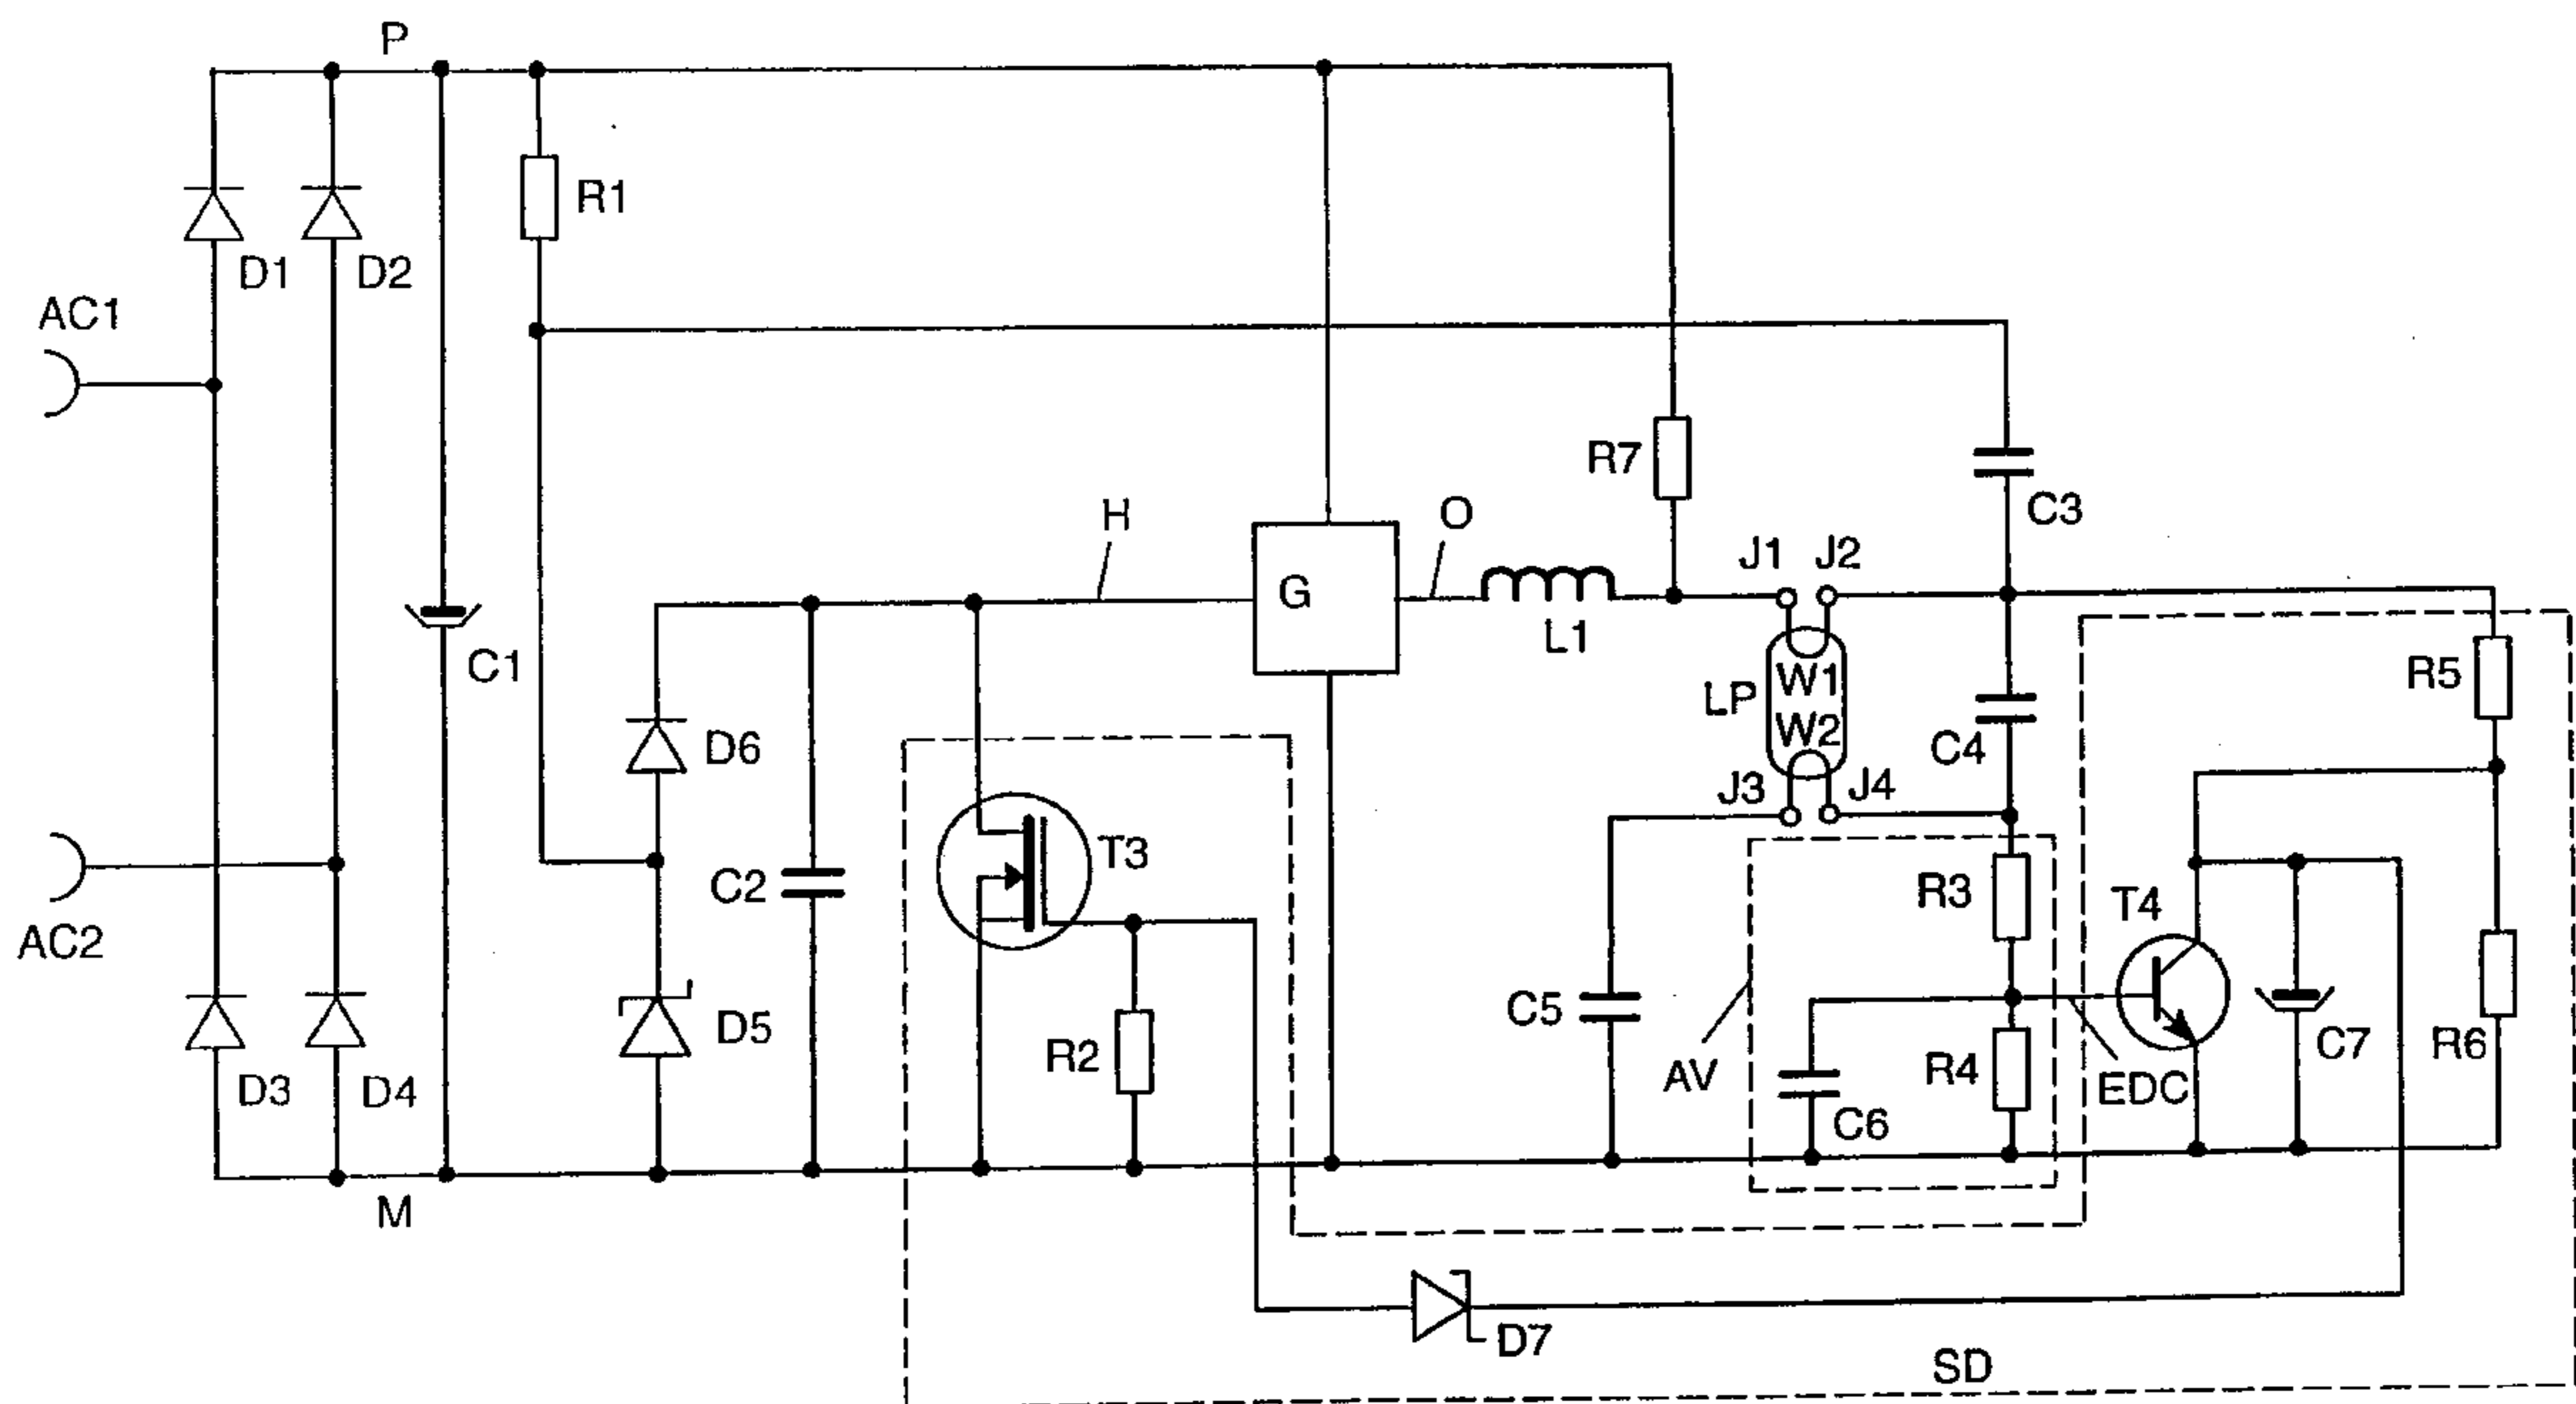 P
R1
D1
D2
AC1
R7
C3
H
O
G
J1
J2
L1
C1
W1
LP
W2
R5
D6
C4
J3
J4
T3
C2
R3
T4
AC2
C5
D5
R2
AV
R4
EDC
C7
R6
D3
D4
C6
M
D7
SD